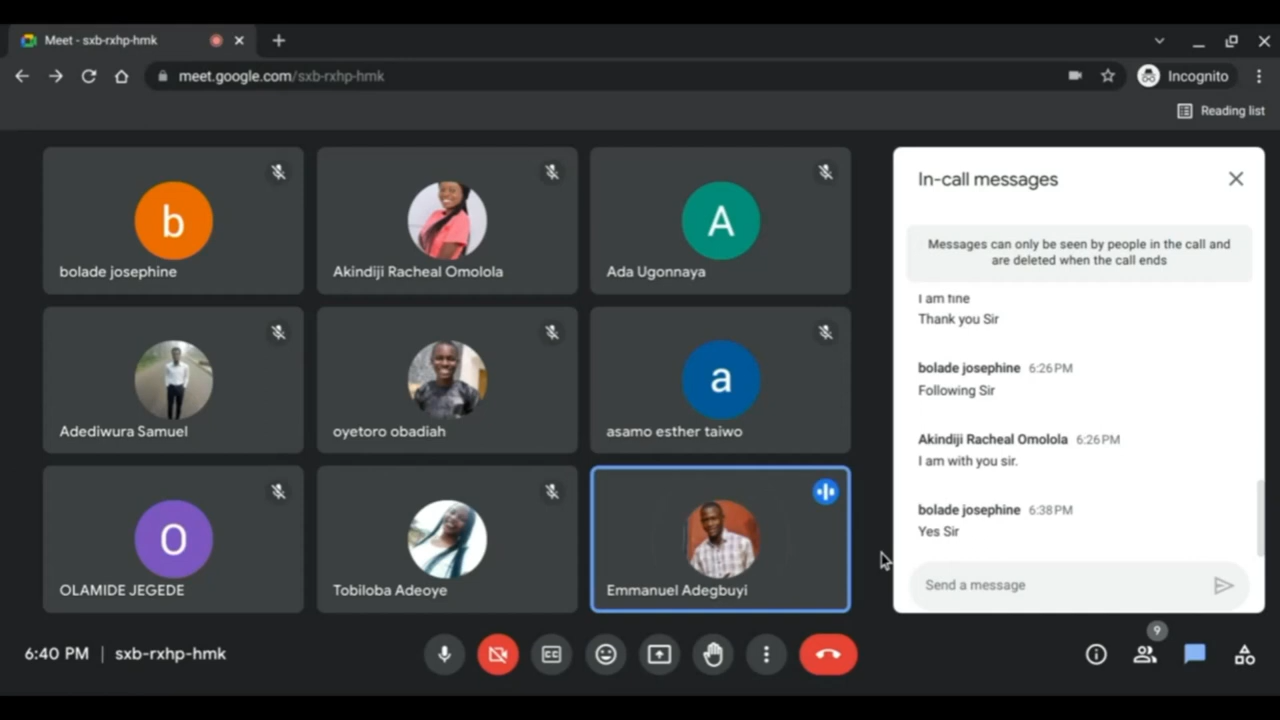 Meet - sxb-rxhp-hmk
meet.google.com/sxb-rxhp-hmk
Incognito
Reading list
b
bolade josephine
Akindiji Racheal Omolola
A
Ada Ugonnaya
Adediwura Samuel
oyetoro obadiah
a
asamo esther taiwo
O
OLAMIDE JEGEDE
Tobiloba Adeoye
Emmanuel Adegbuyi
In-call messages
Messages can only be seen by people in the call and
are deleted when the call ends
I am fine
Thank you Sir
bolade josephine 6:26 PM
Following Sir
Akindiji Racheal Omolola 6:26 PM
I am with you sir.
bolade josephine 6:38 PM
Yes Sir
Send a message
6:40 PM | sxb-rxhp-hmk
CC
9